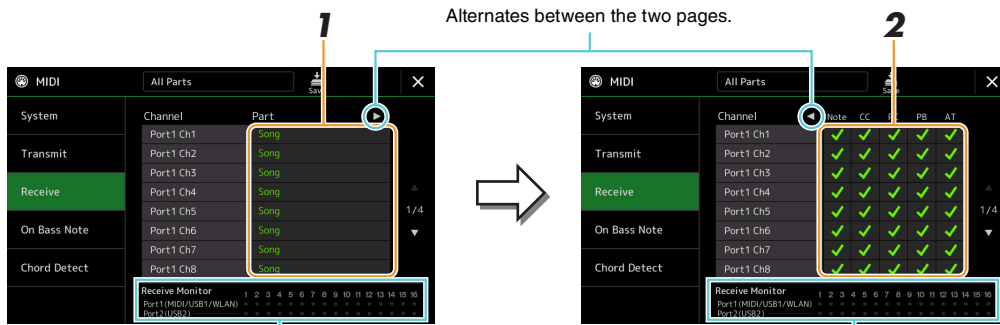 1
Alternates between the two pages.
2
MIDI
All Parts
Save
×
System
Transmit
Receive
On Bass Note
Chord Detect
Channel Part ▶
Port1 Ch1 Song
Port1 Ch2 Song
Port1 Ch3 Song
Port1 Ch4 Song
Port1 Ch5 Song
Port1 Ch6 Song
Port1 Ch7 Song
Port1 Ch8 Song
1/4
Receive Monitor 1 2 3 4 5 6 7 8 9 10 11 12 13 14 15 16
Port1(MIDI/USB1/WLAN)
Port2(USB2)
MIDI
All Parts
Save
×
System
Transmit
Receive
On Bass Note
Chord Detect
Channel ◀ Note CC PC PB AT
Port1 Ch1 ✓ ✓ ✓ ✓ ✓
Port1 Ch2 ✓ ✓ ✓ ✓ ✓
Port1 Ch3 ✓ ✓ ✓ ✓ ✓
Port1 Ch4 ✓ ✓ ✓ ✓ ✓
Port1 Ch5 ✓ ✓ ✓ ✓ ✓
Port1 Ch6 ✓ ✓ ✓ ✓ ✓
Port1 Ch7 ✓ ✓ ✓ ✓ ✓
Port1 Ch8 ✓ ✓ ✓ ✓ ✓
1/4
Receive Monitor 1 2 3 4 5 6 7 8 9 10 11 12 13 14 15 16
Port1(MIDI/USB1/WLAN)
Port2(USB2)